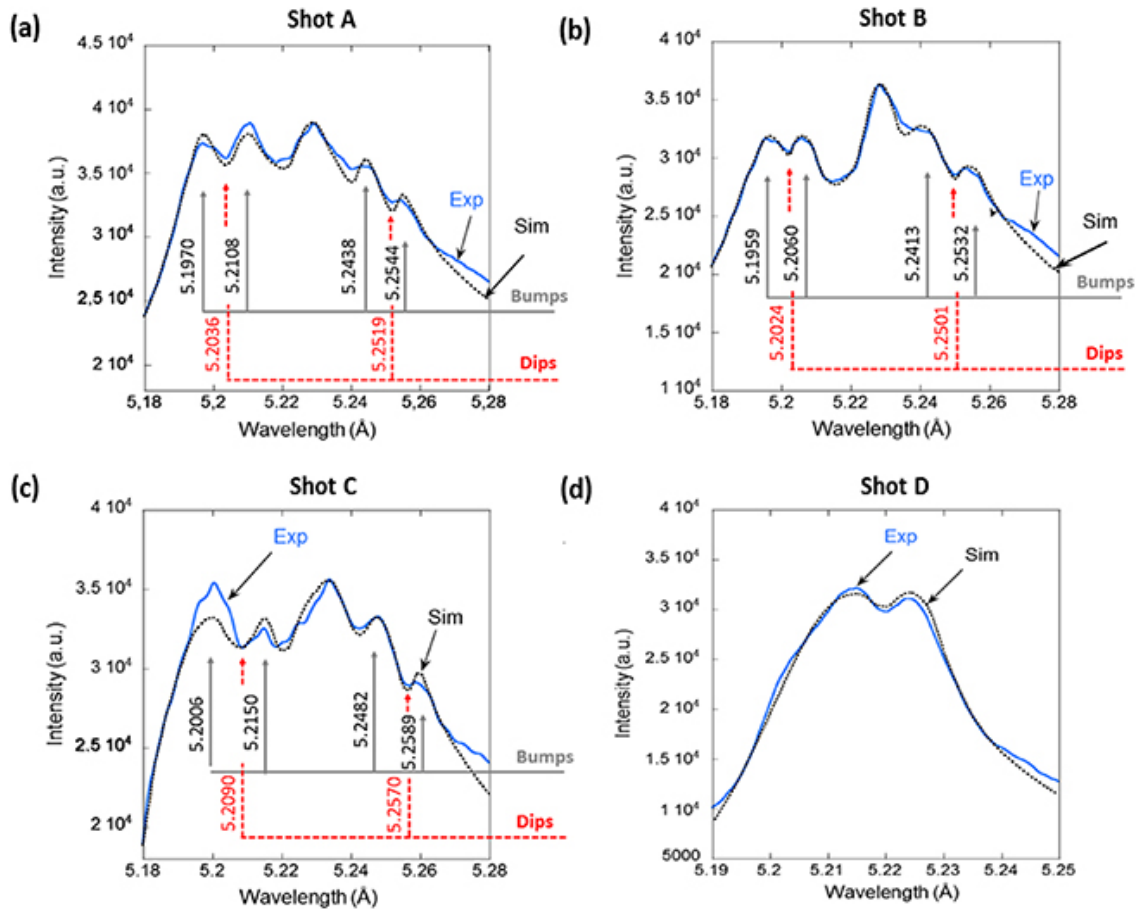 (a)
Shot A
4.5 10⁴
4 10⁴
3.5 10⁴
3 10⁴
2.5 10⁴
2 10⁴
Intensity (a.u.)
5.1970
5.2108
5.2438
5.2544
Exp
Sim
Bumps
5.2036
5.2519
Dips
5,18
5,2
5.22
5.24
5,26
5,28
Wavelength (Å)
(b)
Shot B
4 10⁴
3.5 10⁴
3 10⁴
2.5 10⁴
2 10⁴
1.5 10⁴
1 10⁴
Intensity (a.u.)
5.1959
5.2060
5.2413
5.2532
Exp
Sim
Bumps
5.2024
5.2501
Dips
5.18
5.2
5.22
5.24
5.26
5.28
Wavelength (Å)
(c)
Shot C
4 10⁴
3.5 10⁴
3 10⁴
2.5 10⁴
2 10⁴
Intensity (a.u.)
Exp
Sim
5.2006
5.2150
5.2482
5.2589
Bumps
5.2090
5.2570
Dips
5.18
5.2
5.22
5.24
5.26
5.28
Wavelength (Å)
(d)
Shot D
4 10⁴
3.5 10⁴
3 10⁴
2.5 10⁴
2 10⁴
1.5 10⁴
1 10⁴
5000
Intensity (a.u.)
Exp
Sim
5.19
5.2
5.21
5.22
5.23
5.24
5.25
Wavelength (Å)